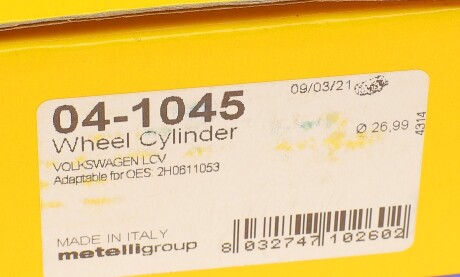 09/03/21
04-1045
Wheel Cylinder
Ø 26,99
4314
VOLKSWAGEN LCV
Adaptable for OES: 2H0611053
MADE IN ITALY
metelligroup
8 032747 102602